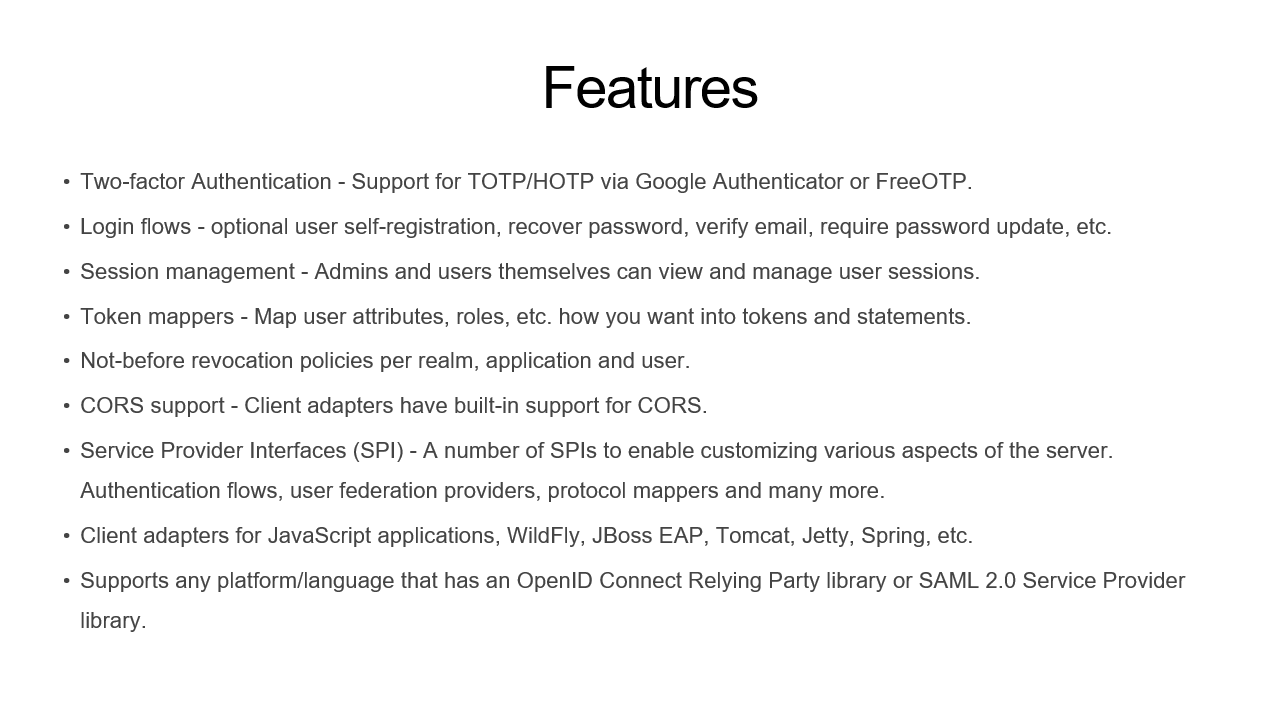 Features
• Two-factor Authentication - Support for TOTP/HOTP via Google Authenticator or FreeOTP.
• Login flows - optional user self-registration, recover password, verify email, require password update, etc.
• Session management - Admins and users themselves can view and manage user sessions.
• Token mappers - Map user attributes, roles, etc. how you want into tokens and statements.
• Not-before revocation policies per realm, application and user.
• CORS support - Client adapters have built-in support for CORS.
• Service Provider Interfaces (SPI) - A number of SPIs to enable customizing various aspects of the server.
Authentication flows, user federation providers, protocol mappers and many more.
• Client adapters for JavaScript applications, WildFly, JBoss EAP, Tomcat, Jetty, Spring, etc.
• Supports any platform/language that has an OpenID Connect Relying Party library or SAML 2.0 Service Provider
library.